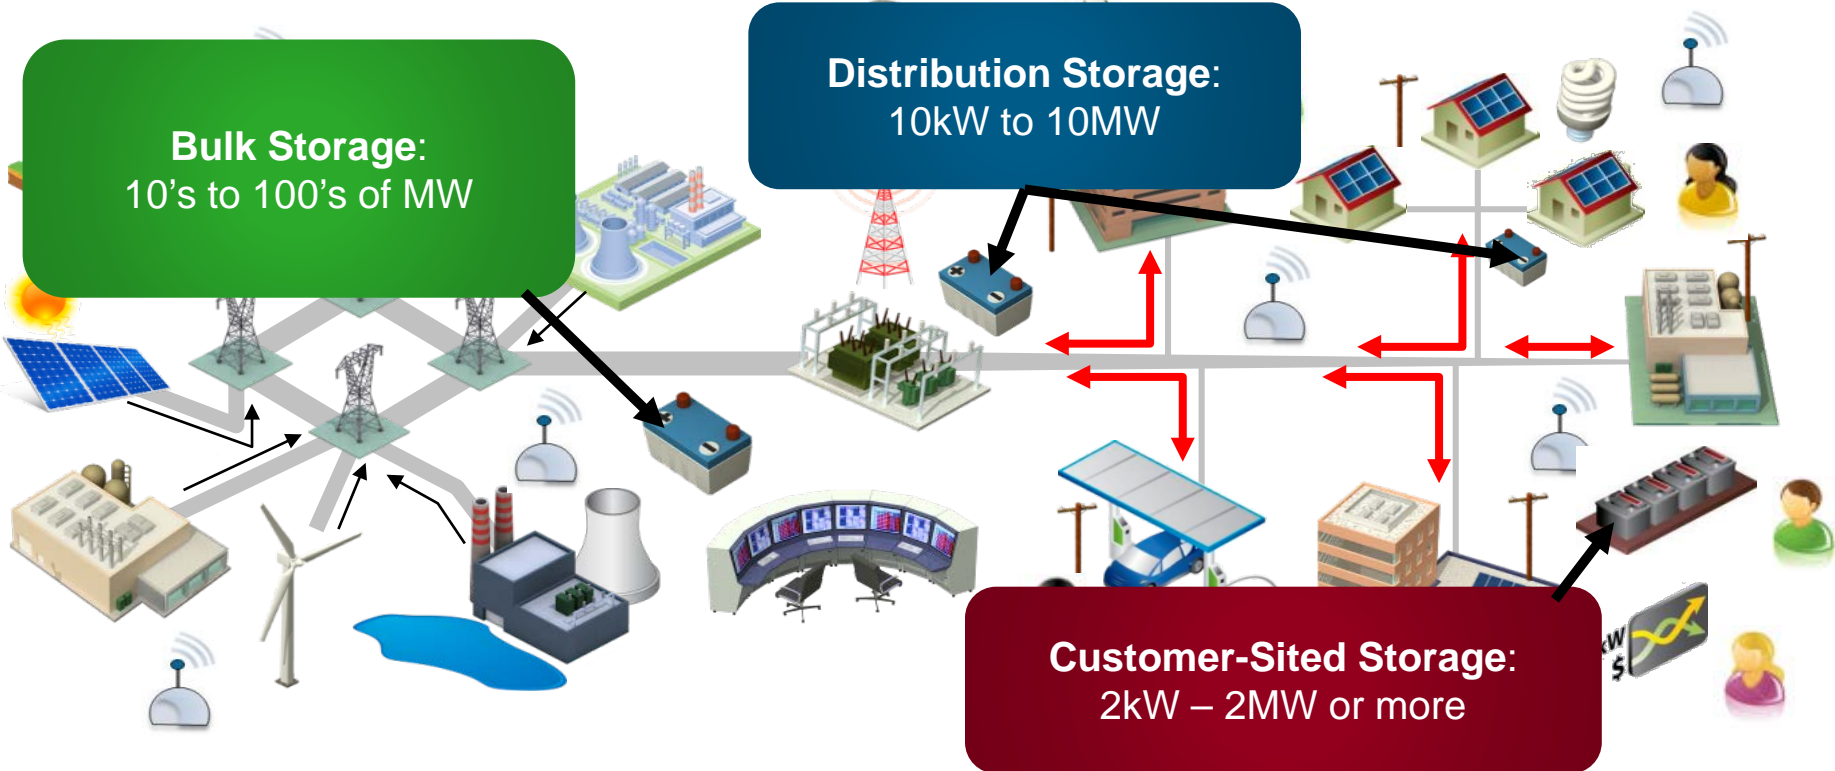 Bulk Storage:
10’s to 100’s of MW
Distribution Storage:
10kW to 10MW
Customer-Sited Storage:
2kW – 2MW or more
W
$